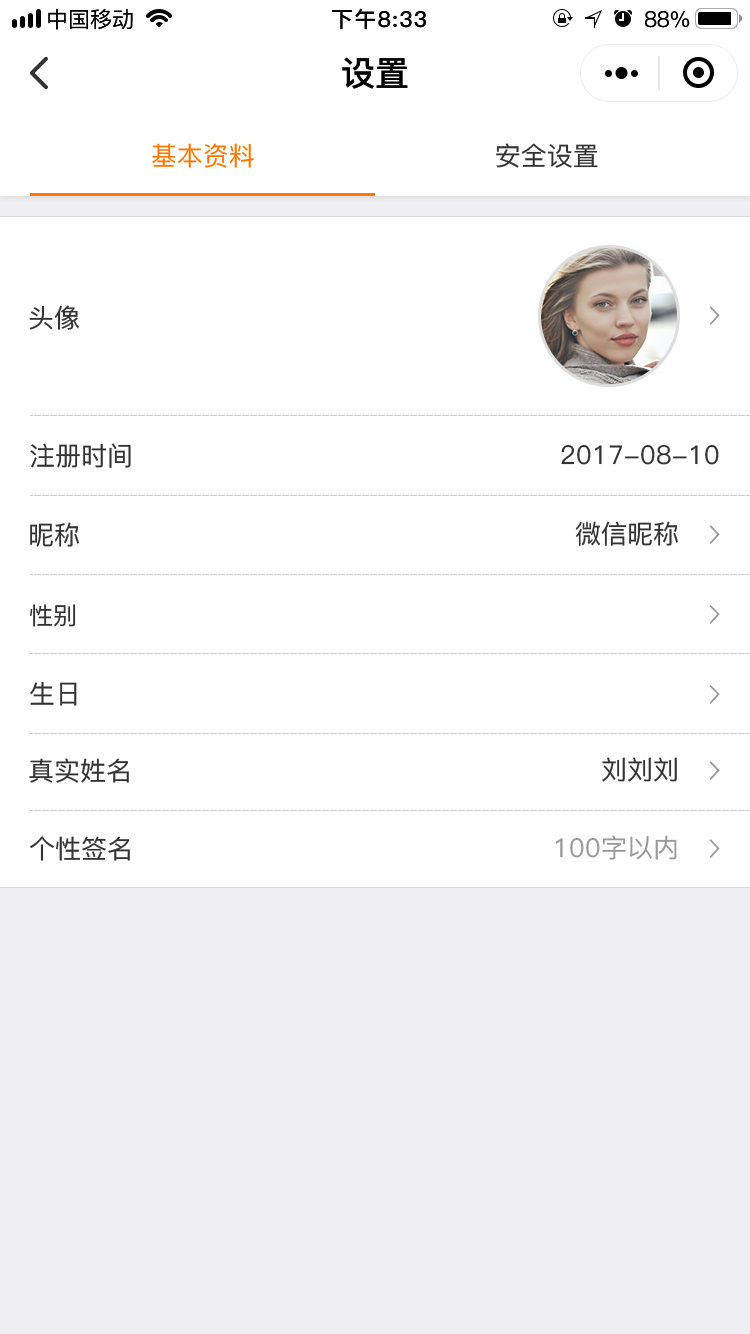 中国移动 下午8:33 88%
设置
基本资料 安全设置
头像
注册时间 2017-08-10
昵称 微信昵称
性别
生日
真实姓名 刘刘刘
个性签名 100字以内